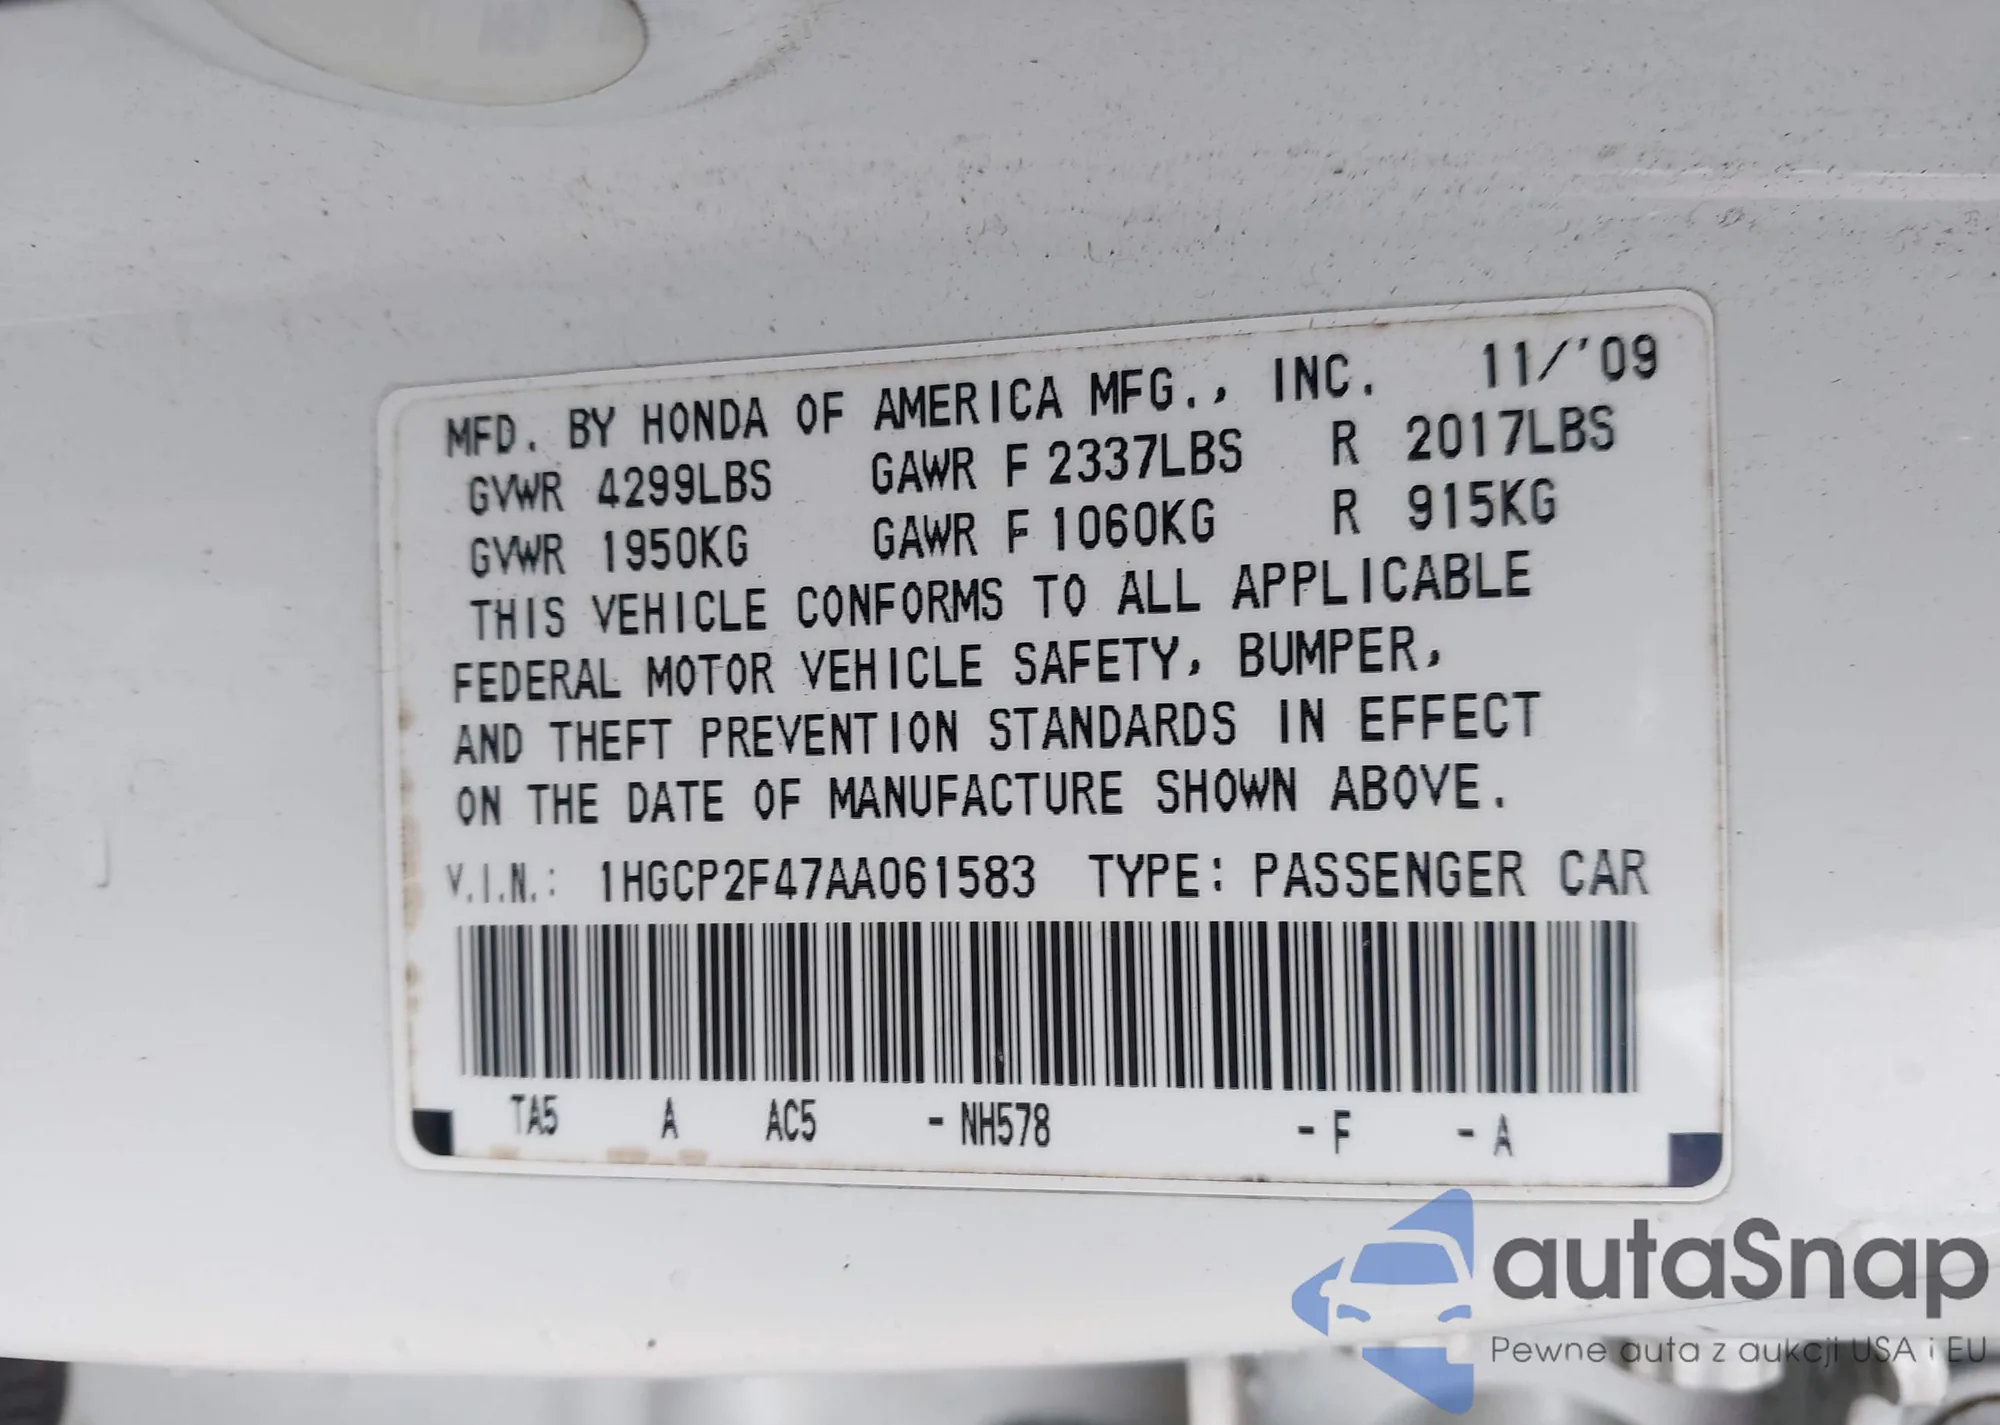 MFD. BY HONDA OF AMERICA MFG., INC. 11/'09
GVWR 4299LBS GAWR F 2337LBS R 2017LBS
GVWR 1950KG GAWR F 1060KG R 915KG
THIS VEHICLE CONFORMS TO ALL APPLICABLE
FEDERAL MOTOR VEHICLE SAFETY, BUMPER,
AND THEFT PREVENTION STANDARDS IN EFFECT
ON THE DATE OF MANUFACTURE SHOWN ABOVE.
V.I.N.: 1HGCP2F47AA061583 TYPE: PASSENGER CAR
TA5 A AC5 -NH578 -F -A
autaSnap
Pewne auta z aukcji USA i EU